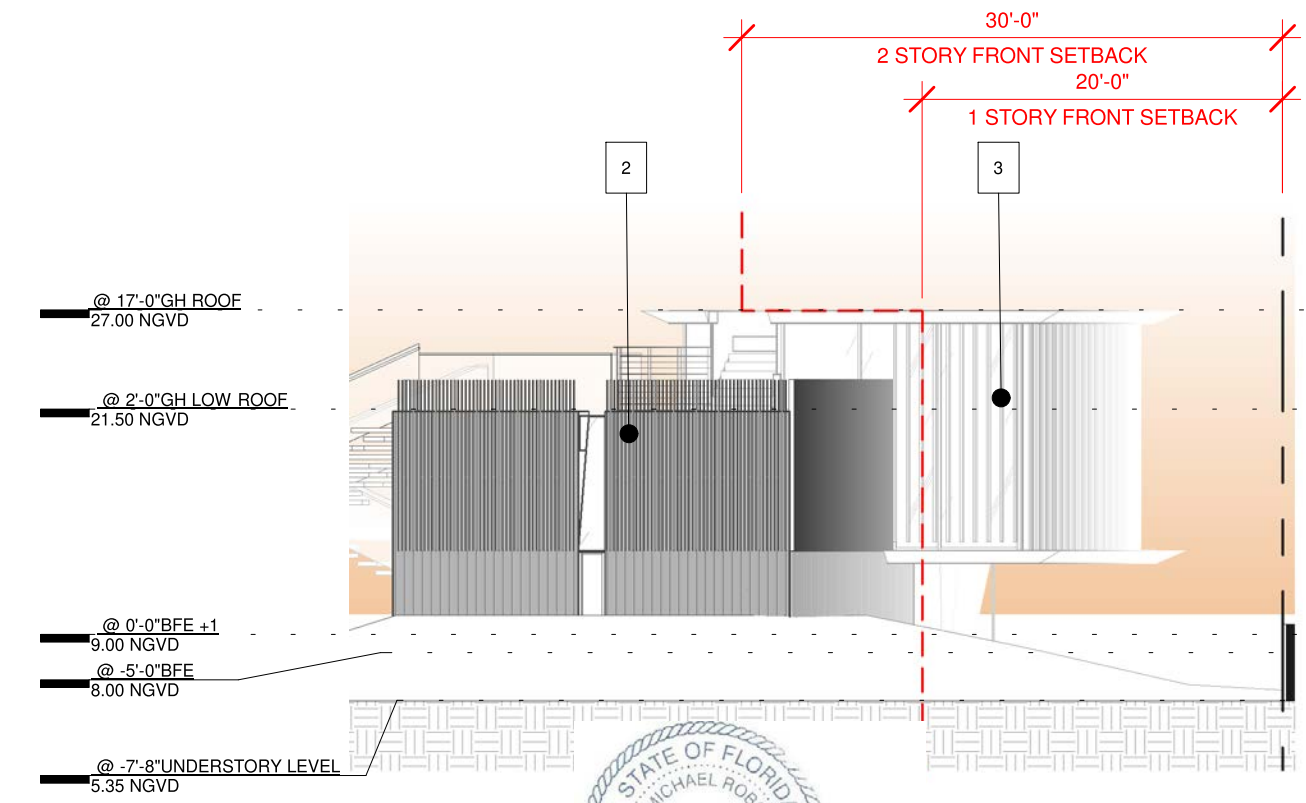 30'-0"
2 STORY FRONT SETBACK
20'-0"
1 STORY FRONT SETBACK
2
3
@ 17'-0"GH ROOF
27.00 NGVD
@ 2'-0"GH LOW ROOF
21.50 NGVD
@ 0'-0"BFE +1
9.00 NGVD
@ -5'-0"BFE
8.00 NGVD
@ -7'-8"UNDERSTORY LEVEL
5.35 NGVD
STATE OF FLORIDA
MICHAEL